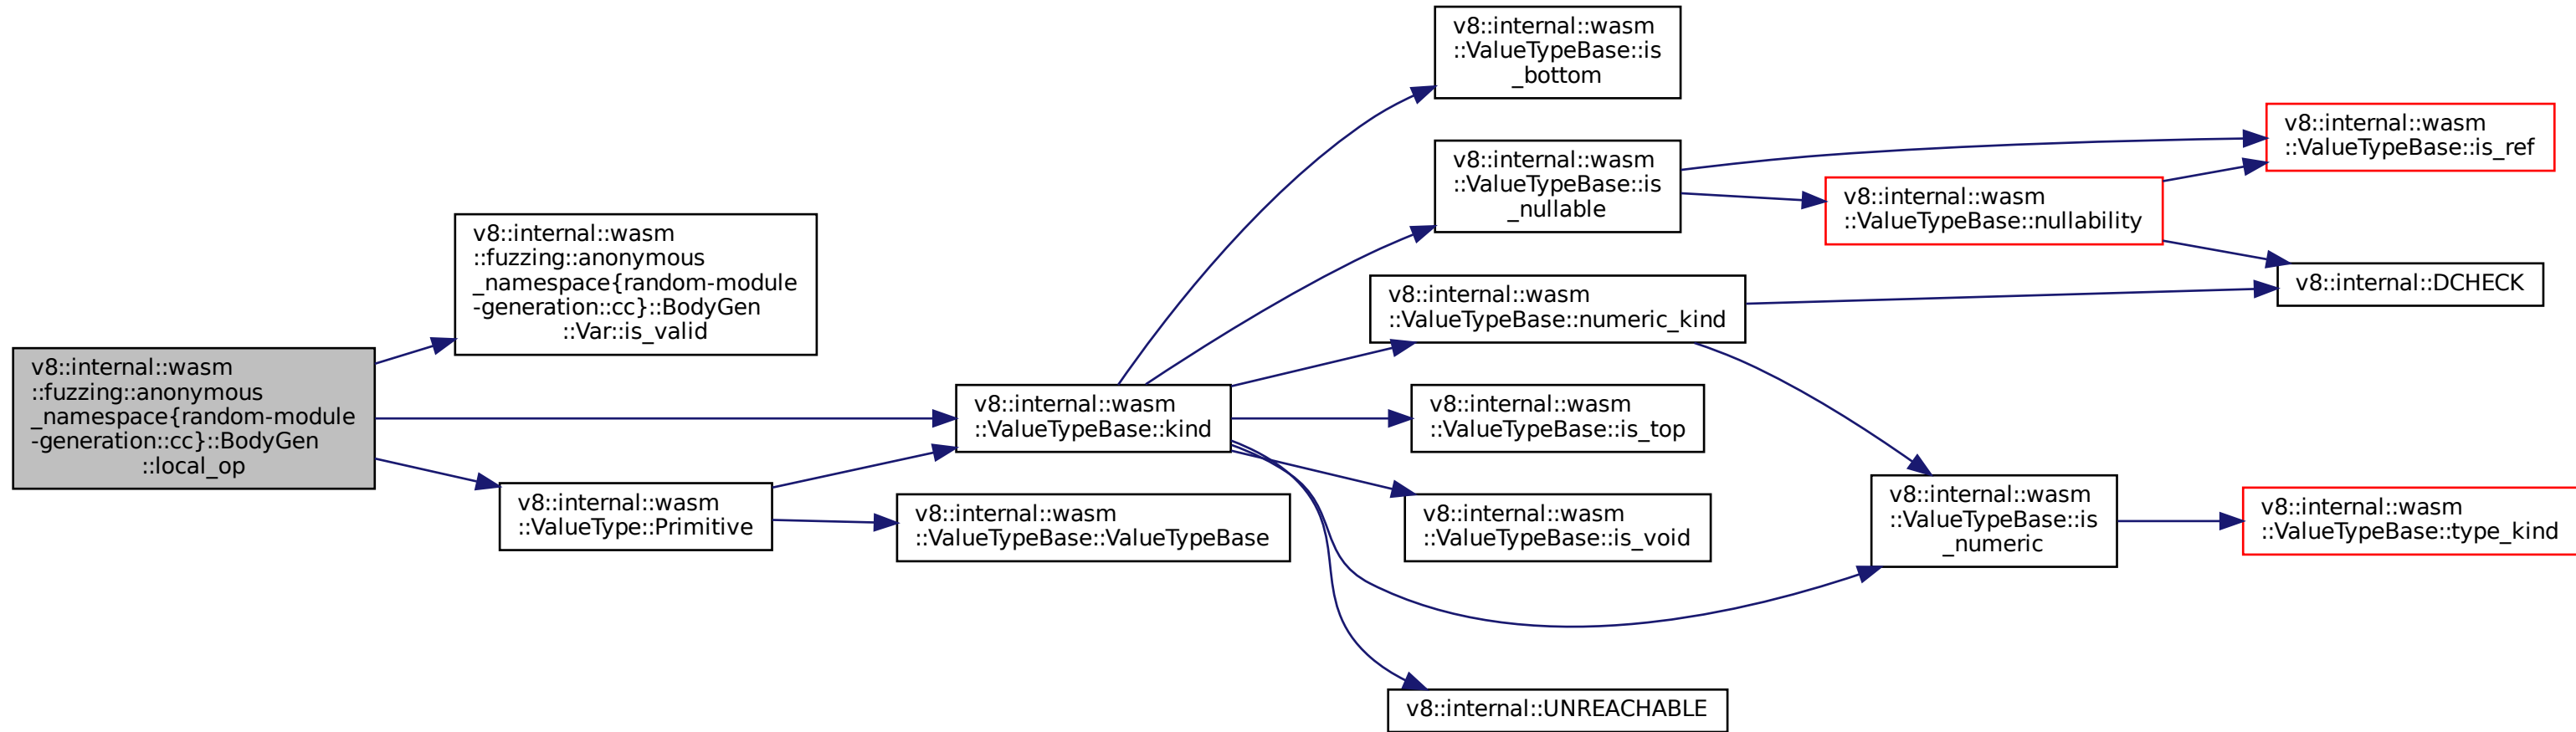 v8::internal::wasm
::ValueTypeBase::is
_bottom
v8::internal::wasm
::ValueTypeBase::is_ref
v8::internal::wasm
::ValueTypeBase::is
_nullable
v8::internal::wasm
::ValueTypeBase::nullability
v8::internal::wasm
::fuzzing::anonymous
_namespace{random-module
-generation::cc}::BodyGen
::Var::is_valid
v8::internal::DCHECK
v8::internal::wasm
::ValueTypeBase::numeric_kind
v8::internal::wasm
::fuzzing::anonymous
_namespace{random-module
-generation::cc}::BodyGen
::local_op
v8::internal::wasm
::ValueTypeBase::kind
v8::internal::wasm
::ValueTypeBase::is_top
v8::internal::wasm
::ValueType::Primitive
v8::internal::wasm
::ValueTypeBase::ValueTypeBase
v8::internal::wasm
::ValueTypeBase::is_void
v8::internal::wasm
::ValueTypeBase::is
_numeric
v8::internal::wasm
::ValueTypeBase::type_kind
v8::internal::UNREACHABLE